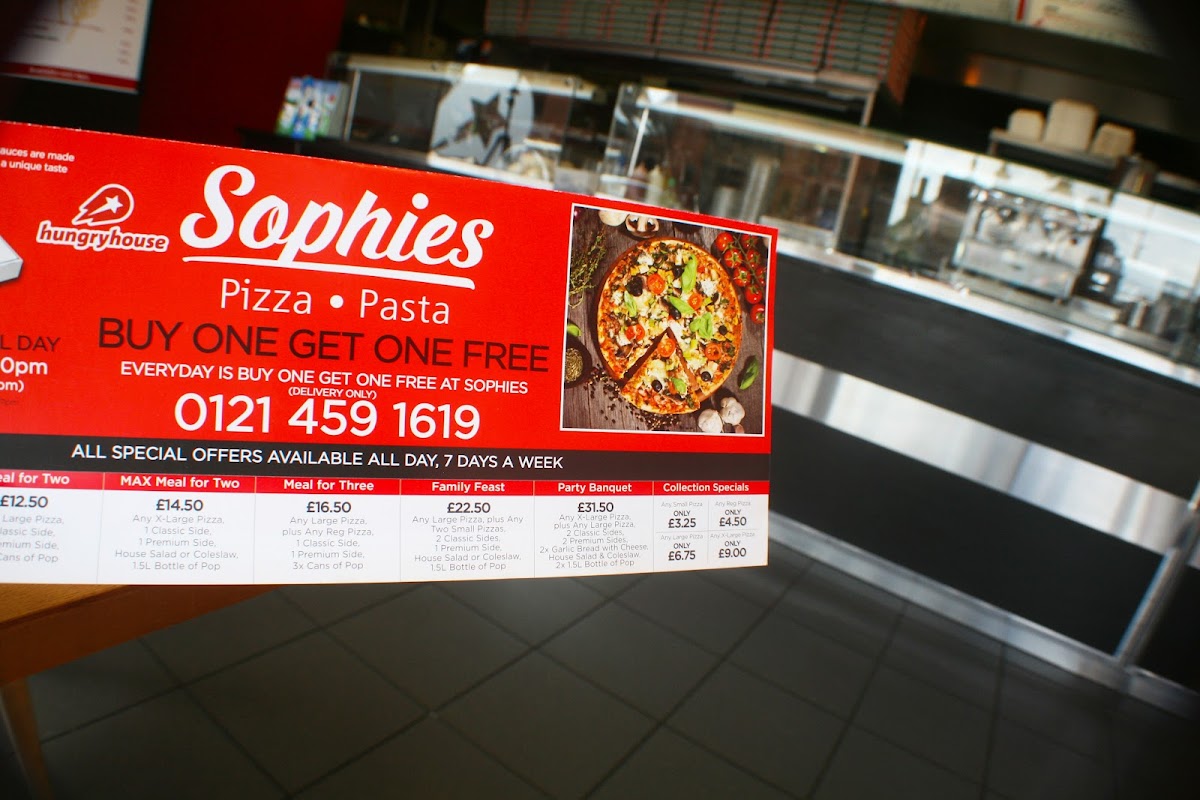 auces are made
a unique taste
hungryhouse
Sophies
Pizza • Pasta
BUY ONE GET ONE FREE
EVERYDAY IS BUY ONE GET ONE FREE AT SOPHIES
(DELIVERY ONLY)
0121 459 1619
L DAY
0pm
pm)
ALL SPECIAL OFFERS AVAILABLE ALL DAY, 7 DAYS A WEEK
eal for Two
£12.50
Large Pizza,
lassic Side,
emium Side,
Cans of Pop
MAX Meal for Two
£14.50
Any X-Large Pizza,
1 Classic Side,
1 Premium Side,
House Salad or Coleslaw,
1.5L Bottle of Pop
Meal for Three
£16.50
Any Large Pizza,
plus Any Reg Pizza,
1 Classic Side,
1 Premium Side,
3x Cans of Pop
Family Feast
£22.50
Any Large Pizza, plus Any
Two Small Pizzas,
2 Classic Sides,
1 Premium Side,
House Salad or Coleslaw,
1.5L Bottle of Pop
Party Banquet
£31.50
Any X-Large Pizza,
plus Any Large Pizza,
2 Classic Sides,
2 Premium Sides,
2x Garlic Bread with Cheese,
House Salad & Coleslaw,
2x 1.5L Bottle of Pop
Collection Specials
Any Small Pizza
ONLY
£3.25
Any Reg Pizza
ONLY
£4.50
Any Large Pizza
ONLY
£6.75
Any X-Large Pizza
ONLY
£9.00